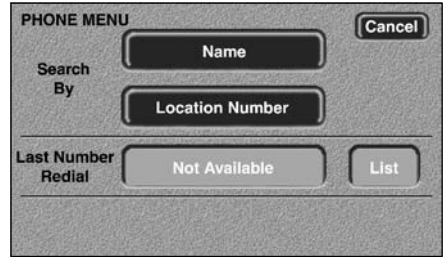 PHONE MENU
Cancel
Search
By
Name
Location Number
Last Number
Redial
Not Available
List